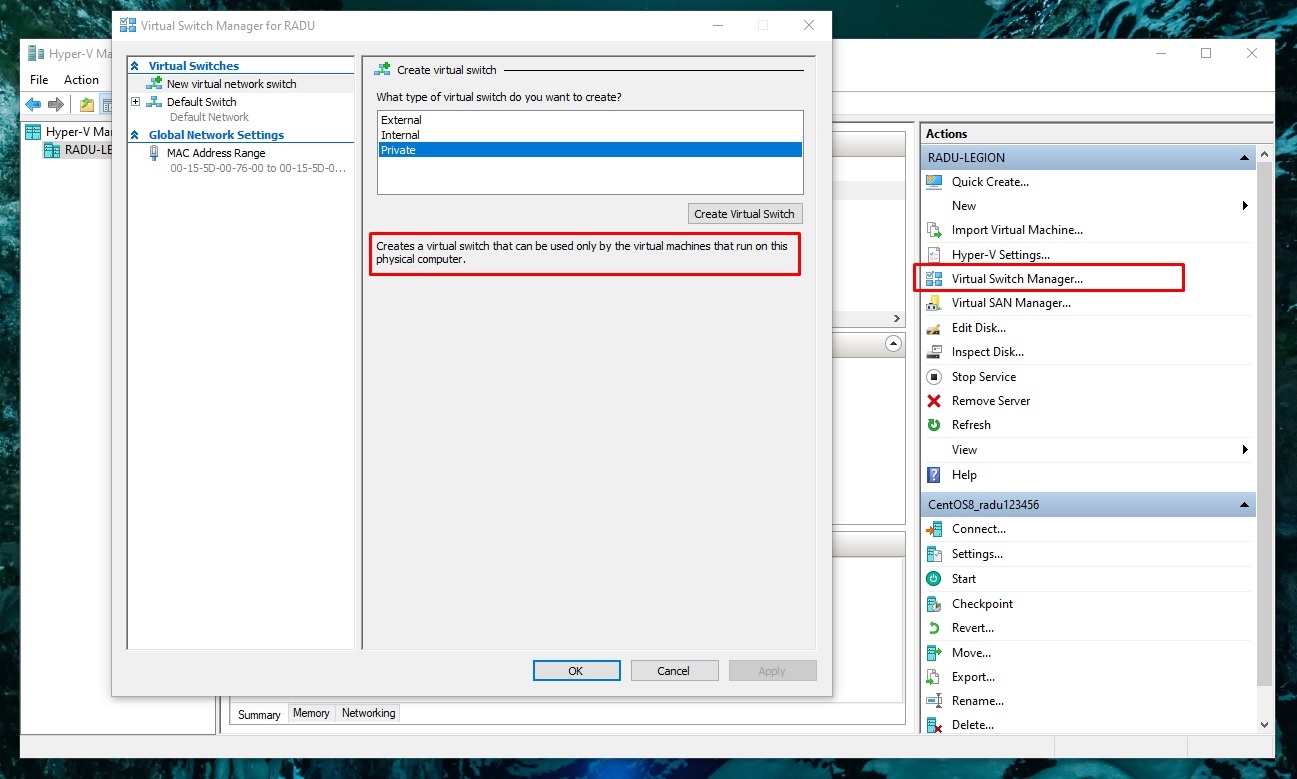 Virtual Switch Manager for RADU
Virtual Switches
New virtual network switch
Default Switch
Default Network
Global Network Settings
MAC Address Range
00-15-5D-00-76-00 to 00-15-5D-0...
Create virtual switch
What type of virtual switch do you want to create?
External
Internal
Private
Create Virtual Switch
Creates a virtual switch that can be used only by the virtual machines that run on this
physical computer.
OK
Cancel
Apply
Hyper-V Ma
File Action
Hyper-V Ma
RADU-LE
Summary Memory Networking
Actions
RADU-LEGION
Quick Create...
New
Import Virtual Machine...
Hyper-V Settings...
Virtual Switch Manager...
Virtual SAN Manager...
Edit Disk...
Inspect Disk...
Stop Service
Remove Server
Refresh
View
Help
CentOS8_radu123456
Connect...
Settings...
Start
Checkpoint
Revert...
Move...
Export...
Rename...
Delete...